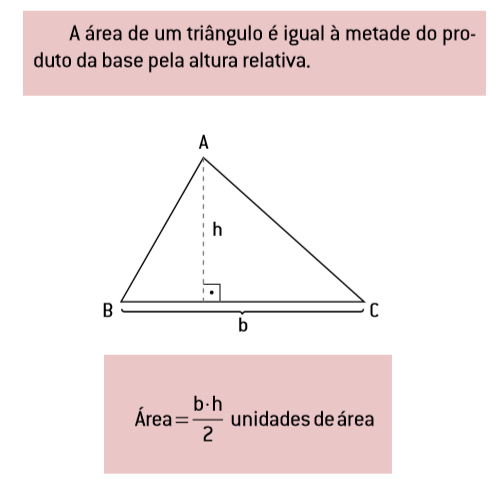 A área de um triângulo é igual à metade do pro-
duto da base pela altura relativa.
A
h
B
C
b
Área = b·h/2 unidades de área